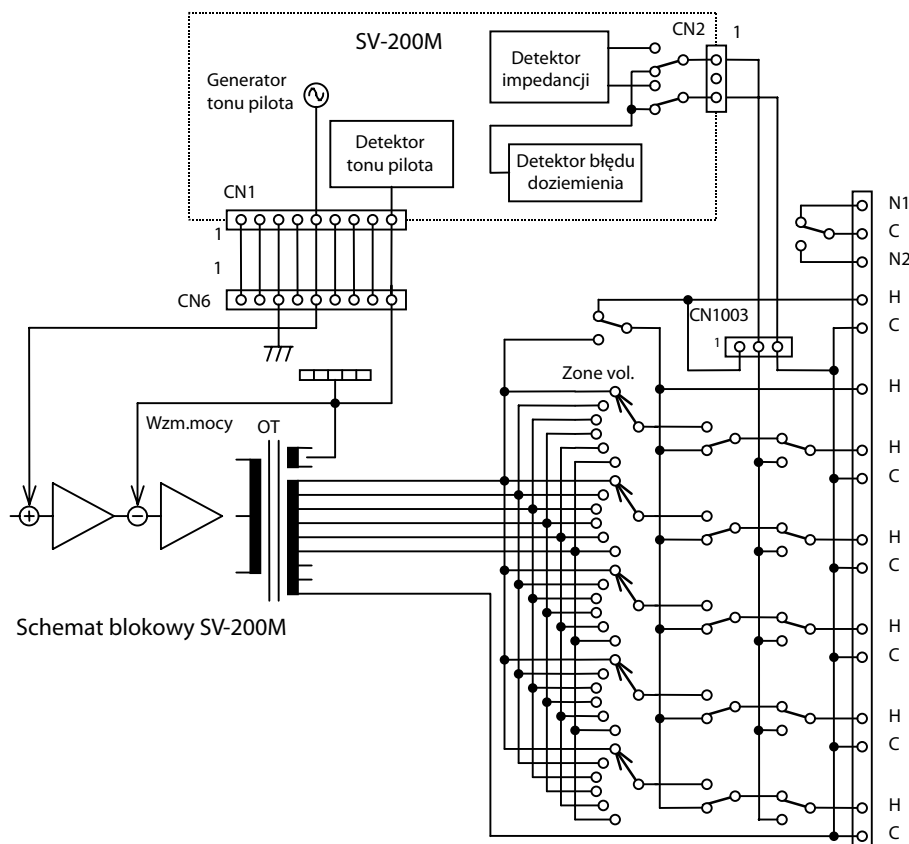 SV-200M
CN2
1
Generator
tonu pilota
Detektor
impedancji
Detektor
tonu pilota
Detektor błędu
doziemienia
CN1
1
1
CN6
N1
C
N2
H
CN1003
C
1
Zone vol.
H
Wzm.mocy
OT
H
C
H
C
H
C
H
C
H
C
Schemat blokowy SV-200M